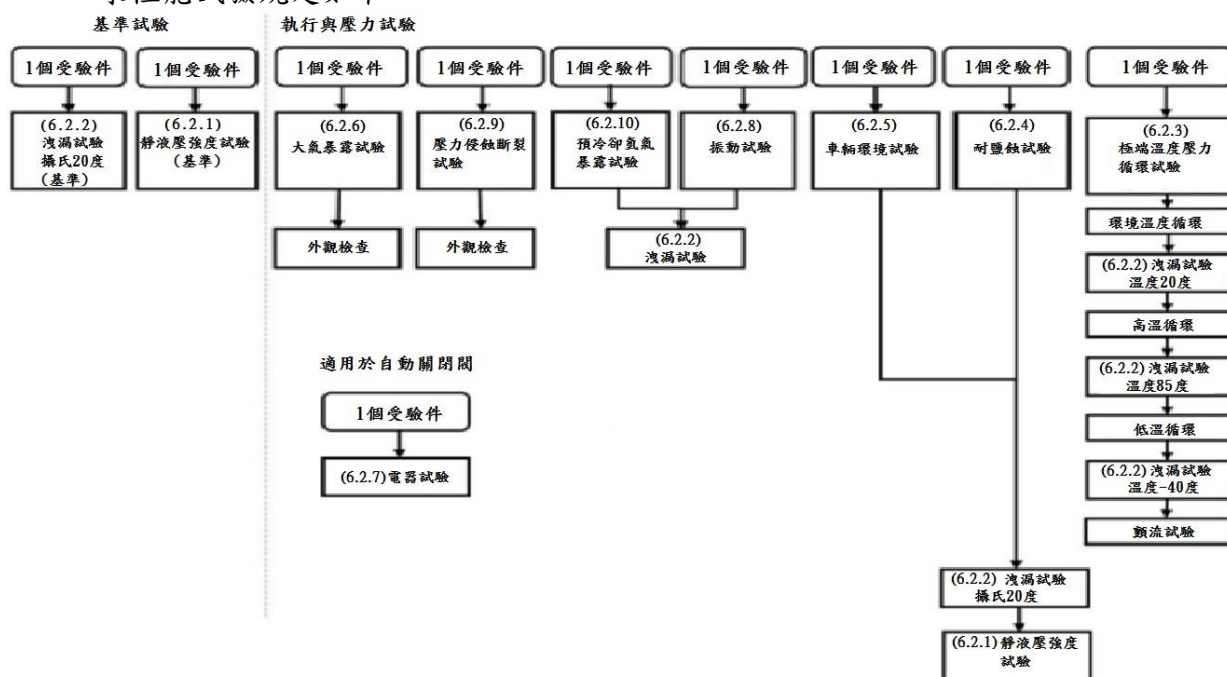 基準試驗
執行與壓力試驗
1個受驗件
1個受驗件
1個受驗件
1個受驗件
1個受驗件
1個受驗件
1個受驗件
1個受驗件
1個受驗件
(6.2.2)
洩漏試驗
攝氏20度
(基準)
(6.2.1)
靜液壓強度試驗
(基準)
(6.2.6)
大氣暴露試驗
(6.2.9)
壓力侵蝕断裂
試驗
(6.2.10)
預冷卻氫氣
暴露試驗
(6.2.8)
振動試驗
(6.2.5)
車輛環境試驗
(6.2.4)
耐鹽蝕試驗
(6.2.3)
極端溫度壓力
循環試驗
外觀檢查
外觀檢查
(6.2.2)
洩漏試驗
環境溫度循環
(6.2.2)洩漏試驗
溫度20度
高溫循環
(6.2.2)洩漏試驗
溫度85度
低溫循環
(6.2.2)洩漏試驗
溫度-40度
顫流試驗
適用於自動關閉閥
1個受驗件
(6.2.7)電器試驗
(6.2.2) 洩漏試驗
攝氏20度
(6.2.1)靜液壓強度
試驗